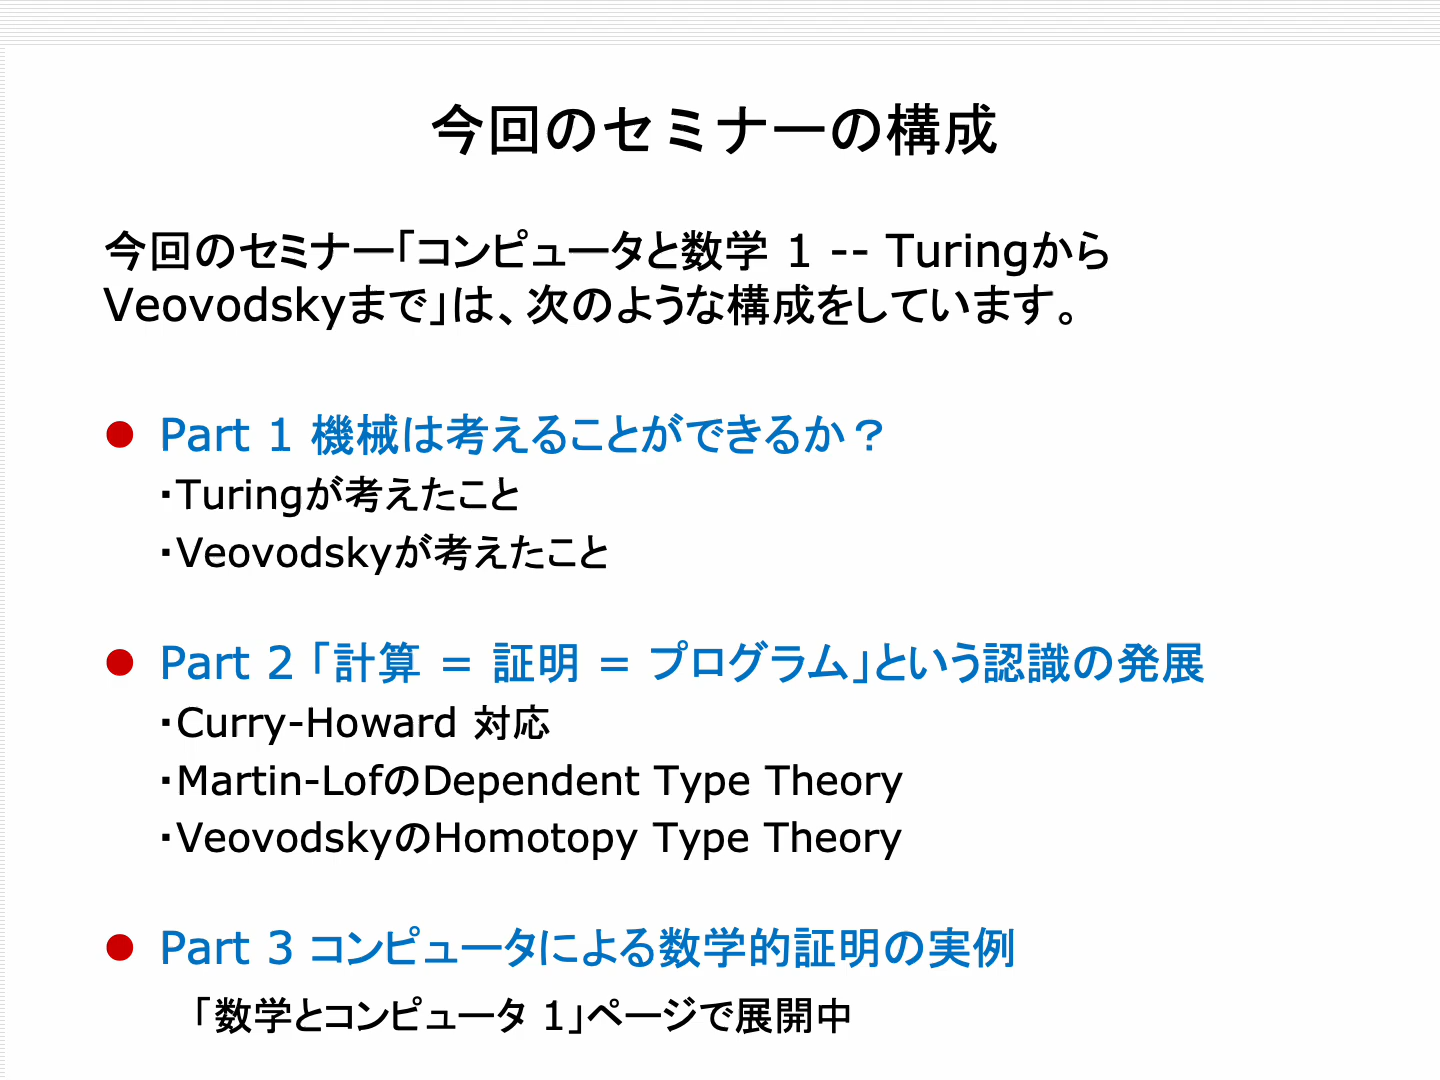 今回のセミナーの構成
今回のセミナー「コンピュータと数学 1 -- Turingから
Veovodskyまで」は、次のような構成をしています。
● Part 1 機械は考えることができるか？
・Turingが考えたこと
・Veovodskyが考えたこと
● Part 2 「計算 = 証明 = プログラム」という認識の発展
・Curry-Howard 対応
・Martin-LofのDependent Type Theory
・VeovodskyのHomotopy Type Theory
● Part 3 コンピュータによる数学的証明の実例
「数学とコンピュータ 1」ページで展開中